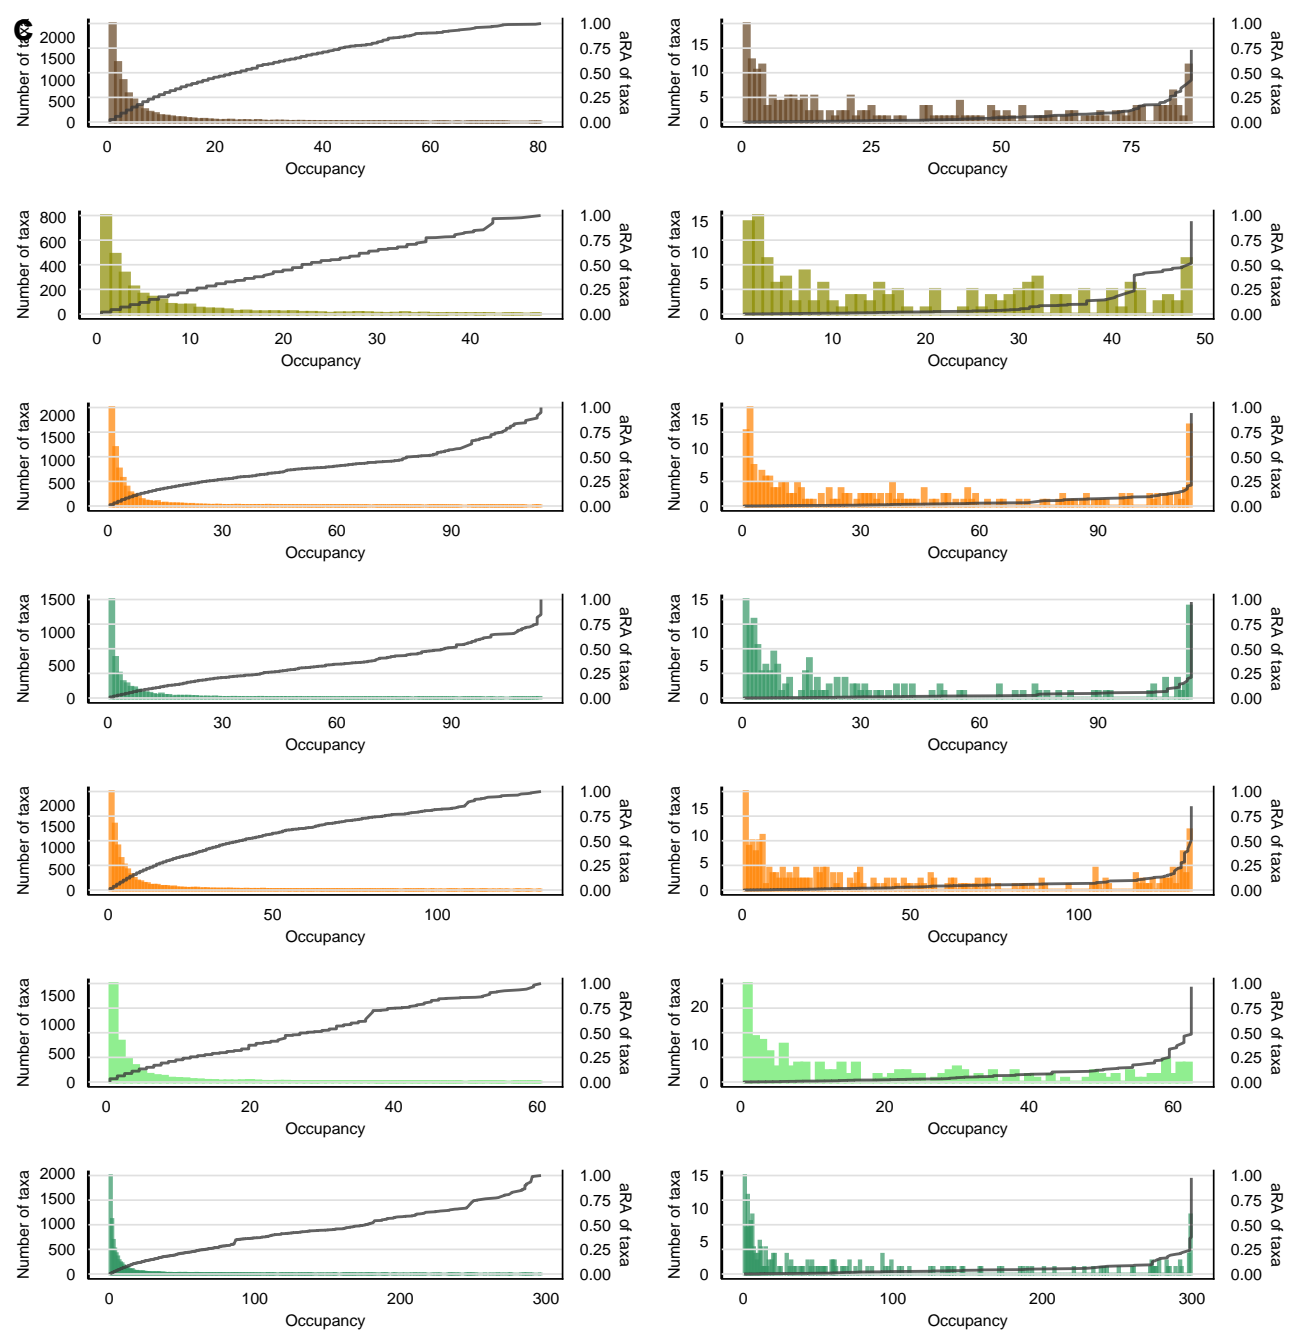 c
Number of taxa 2000 1500 1000 500 0 1.00 0.75 0.50 0.25 0.00 aRA of taxa
0 20 40 60 80
Occupancy
Number of taxa 15 10 5 0 1.00 0.75 0.50 0.25 0.00 aRA of taxa
0 25 50 75
Occupancy
Number of taxa 800 600 400 200 0 1.00 0.75 0.50 0.25 0.00 aRA of taxa
0 10 20 30 40
Occupancy
Number of taxa 15 10 5 0 1.00 0.75 0.50 0.25 0.00 aRA of taxa
0 10 20 30 40 50
Occupancy
Number of taxa 2000 1500 1000 500 0 1.00 0.75 0.50 0.25 0.00 aRA of taxa
0 30 60 90
Occupancy
Number of taxa 15 10 5 0 1.00 0.75 0.50 0.25 0.00 aRA of taxa
0 30 60 90
Occupancy
Number of taxa 1500 1000 500 0 1.00 0.75 0.50 0.25 0.00 aRA of taxa
0 30 60 90
Occupancy
Number of taxa 15 10 5 0 1.00 0.75 0.50 0.25 0.00 aRA of taxa
0 30 60 90
Occupancy
Number of taxa 2000 1500 1000 500 0 1.00 0.75 0.50 0.25 0.00 aRA of taxa
0 50 100
Occupancy
Number of taxa 15 10 5 0 1.00 0.75 0.50 0.25 0.00 aRA of taxa
0 50 100
Occupancy
Number of taxa 1500 1000 500 0 1.00 0.75 0.50 0.25 0.00 aRA of taxa
0 20 40 60
Occupancy
Number of taxa 20 10 0 1.00 0.75 0.50 0.25 0.00 aRA of taxa
0 20 40 60
Occupancy
Number of taxa 2000 1500 1000 500 0 1.00 0.75 0.50 0.25 0.00 aRA of taxa
0 100 200 300
Occupancy
Number of taxa 15 10 5 0 1.00 0.75 0.50 0.25 0.00 aRA of taxa
0 100 200 300
Occupancy